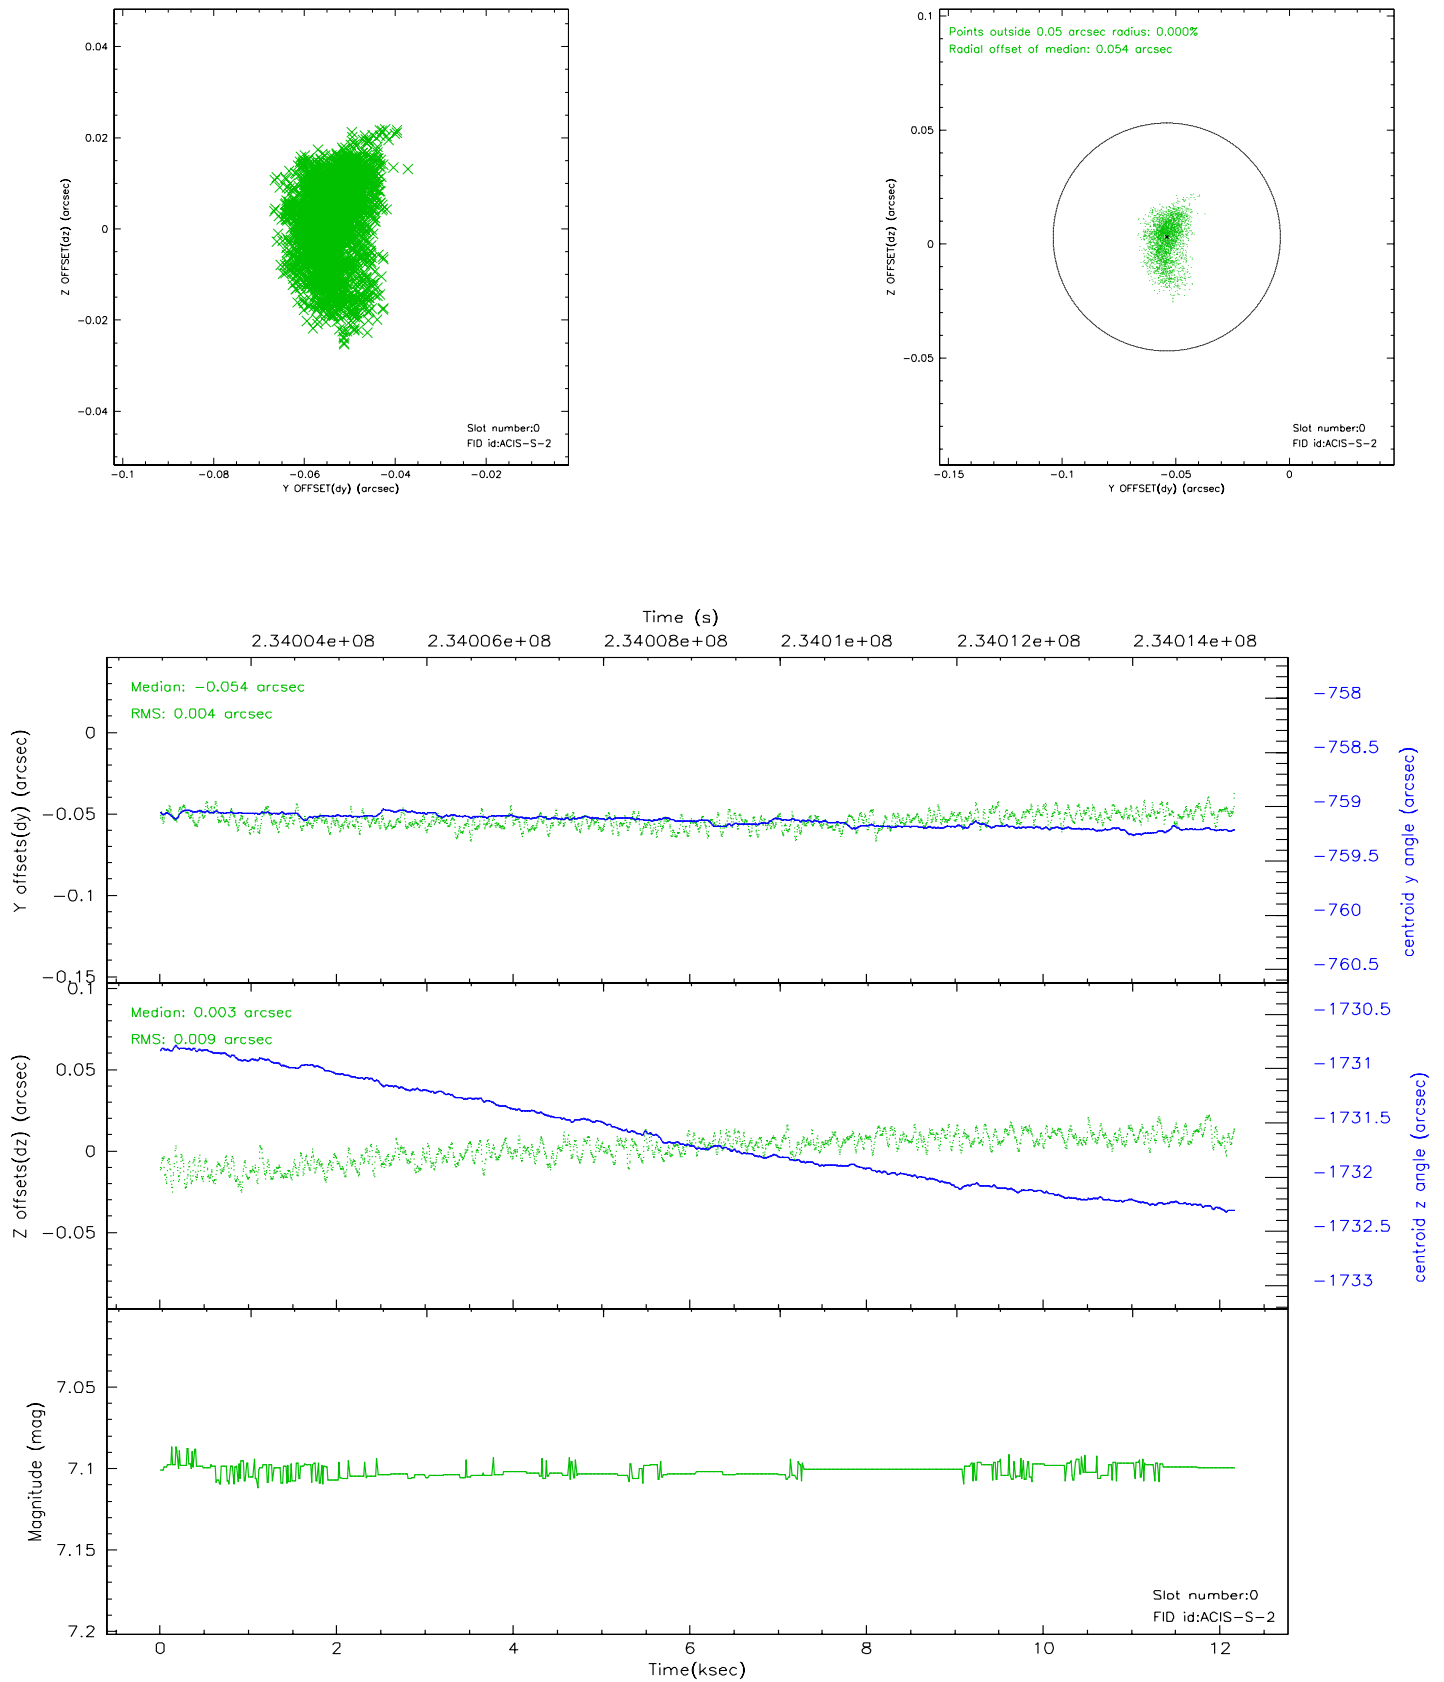 0.04
0.02
0
-0.02
-0.04
Z OFFSET(dz) (arcsec)
Slot number:0
FID id:ACIS-S-2
-0.1
-0.08
-0.06
-0.04
-0.02
Y OFFSET(dy) (arcsec)
0.1
0.05
0
-0.05
Z OFFSET(dz) (arcsec)
Points outside 0.05 arcsec radius: 0.000%
Radial offset of median: 0.054 arcsec
Slot number:0
FID id:ACIS-S-2
-0.15
-0.1
-0.05
0
Y OFFSET(dy) (arcsec)
Time (s)
2.34004e+08
2.34006e+08
2.34008e+08
2.3401e+08
2.34012e+08
2.34014e+08
Median: -0.054 arcsec
RMS: 0.004 arcsec
0
-0.05
-0.1
-0.15
Y offsets(dy) (arcsec)
-758
-758.5
-759
-759.5
-760
-760.5
centroid y angle (arcsec)
Median: 0.003 arcsec
RMS: 0.009 arcsec
0.1
0.05
0
-0.05
Z offsets(dz) (arcsec)
-1730.5
-1731
-1731.5
-1732
-1732.5
-1733
centroid z angle (arcsec)
7.05
7.1
7.15
7.2
Magnitude (mag)
Slot number:0
FID id:ACIS-S-2
0
2
4
6
8
10
12
Time(ksec)